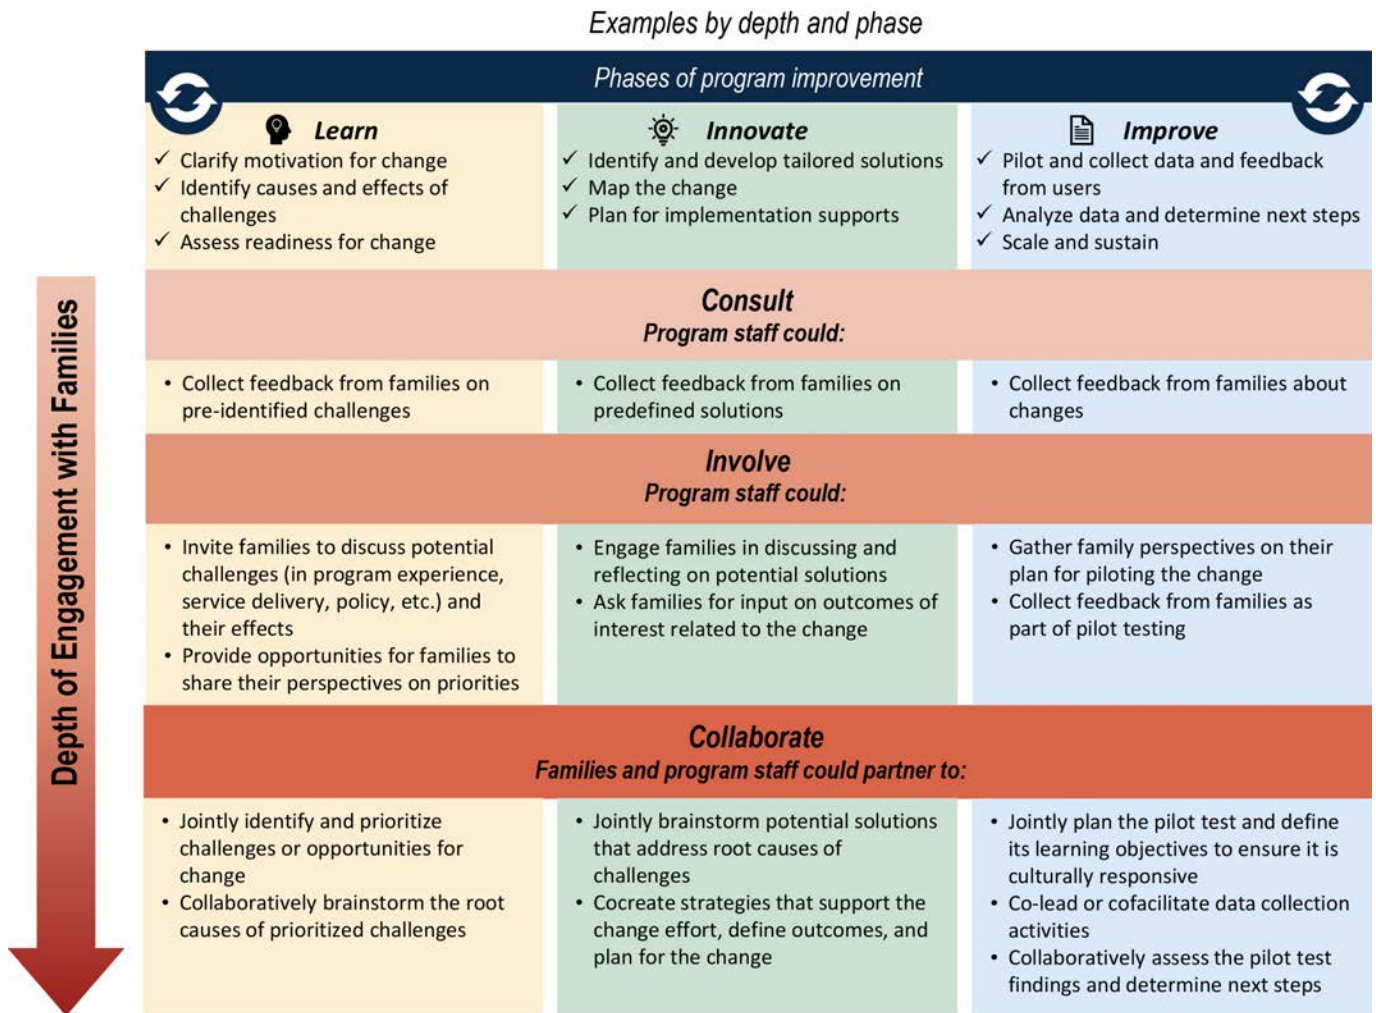 Examples by depth and phase
Phases of program improvement
Learn
✓ Clarify motivation for change
✓ Identify causes and effects of
challenges
✓ Assess readiness for change
Innovate
✓ Identify and develop tailored solutions
✓ Map the change
✓ Plan for implementation supports
Improve
✓ Pilot and collect data and feedback
from users
✓ Analyze data and determine next steps
✓ Scale and sustain
Depth of Engagement with Families
Consult
Program staff could:
• Collect feedback from families on
pre-identified challenges
• Collect feedback from families on
predefined solutions
• Collect feedback from families about
changes
Involve
Program staff could:
• Invite families to discuss potential
challenges (in program experience,
service delivery, policy, etc.) and
their effects
• Provide opportunities for families to
share their perspectives on priorities
• Engage families in discussing and
reflecting on potential solutions
• Ask families for input on outcomes of
interest related to the change
• Gather family perspectives on their
plan for piloting the change
• Collect feedback from families as
part of pilot testing
Collaborate
Families and program staff could partner to:
• Jointly identify and prioritize
challenges or opportunities for
change
• Collaboratively brainstorm the root
causes of prioritized challenges
• Jointly brainstorm potential solutions
that address root causes of
challenges
• Cocreate strategies that support the
change effort, define outcomes, and
plan for the change
• Jointly plan the pilot test and define
its learning objectives to ensure it is
culturally responsive
• Co-lead or cofacilitate data collection
activities
• Collaboratively assess the pilot test
findings and determine next steps